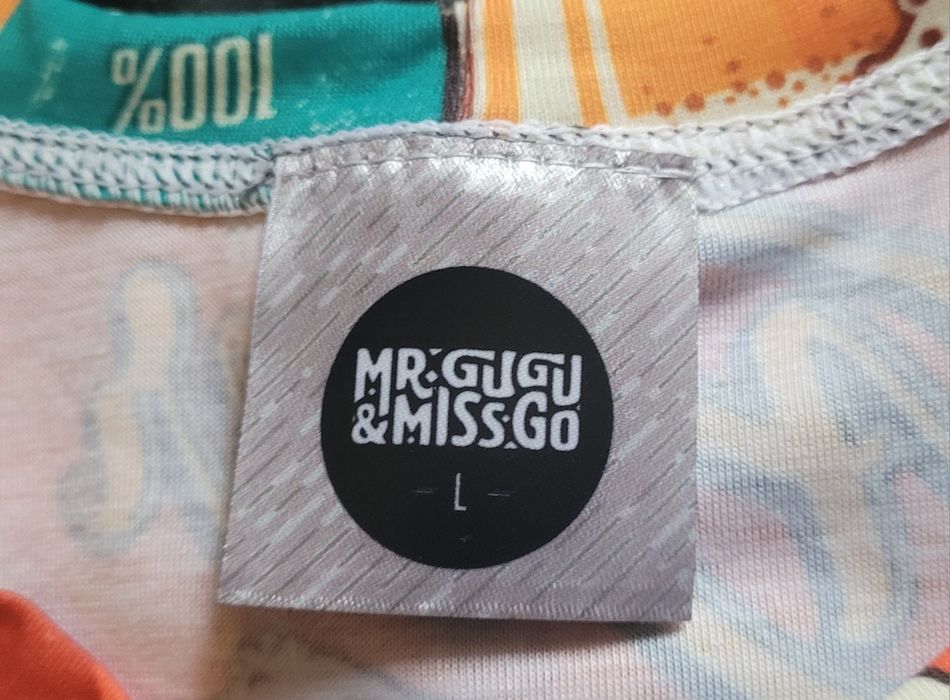 100%
MR. GUGU
& MISS GO
- L -